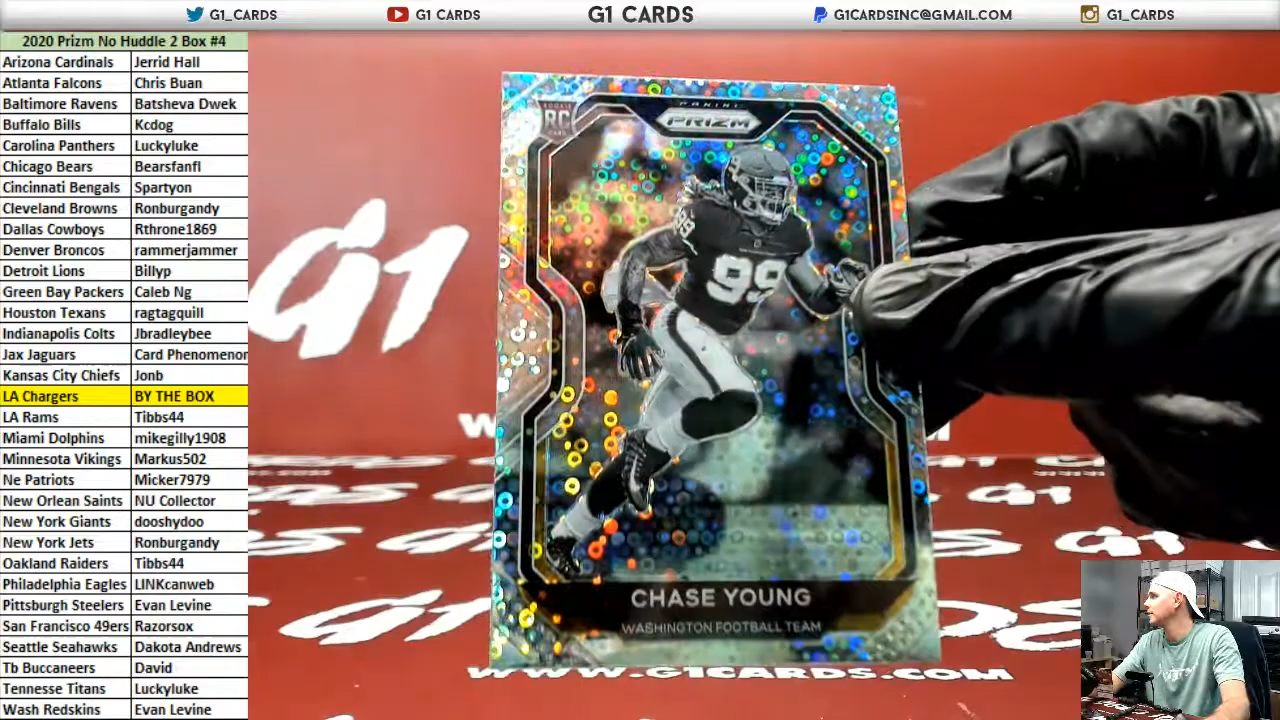 G1_CARDS
G1 CARDS
G1 CARDS
G1CARDSINC@GMAIL.COM
G1_CARDS
2020 Prizm No Huddle 2 Box #4
Arizona Cardinals Jerrid Hall
Atlanta Falcons Chris Buan
Baltimore Ravens Batsheva Dwek
Buffalo Bills Kcdog
Carolina Panthers Luckyluke
Chicago Bears Bearsfanfl
Cincinnati Bengals Spartyon
Cleveland Browns Ronburgandy
Dallas Cowboys Rthrone1869
Denver Broncos rammerjammer
Detroit Lions Billyp
Green Bay Packers Caleb Ng
Houston Texans ragtagquill
Indianapolis Colts Jbradleybee
Jax Jaguars Card Phenomenon
Kansas City Chiefs Jonb
LA Chargers BY THE BOX
LA Rams Tibbs44
Miami Dolphins mikegilly1908
Minnesota Vikings Markus502
Ne Patriots Micker7979
New Orlean Saints NU Collector
New York Giants dooshydoo
New York Jets Ronburgandy
Oakland Raiders Tibbs44
Philadelphia Eagles LINKcanweb
Pittsburgh Steelers Evan Levine
San Francisco 49ers Razorsox
Seattle Seahawks Dakota Andrews
Tb Buccaneers David
Tennesse Titans Luckyluke
Wash Redskins Evan Levine
G1
ROOKIE
RC
CARD
PANINI
PRIZM
99
99
CHASE YOUNG
WASHINGTON FOOTBALL TEAM
WWW.G1CARDS.COM